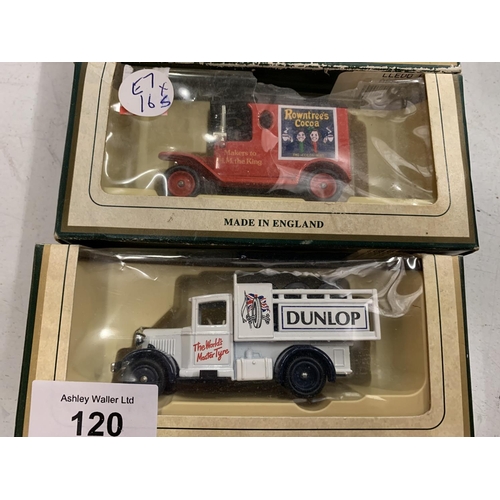 LLEDO
E7x
165
Rowntree's
Cocoa
Makers to
H.M. the King
MADE IN ENGLAND
DUNLOP
The World's
Master Tyre
Ashley Waller Ltd
120